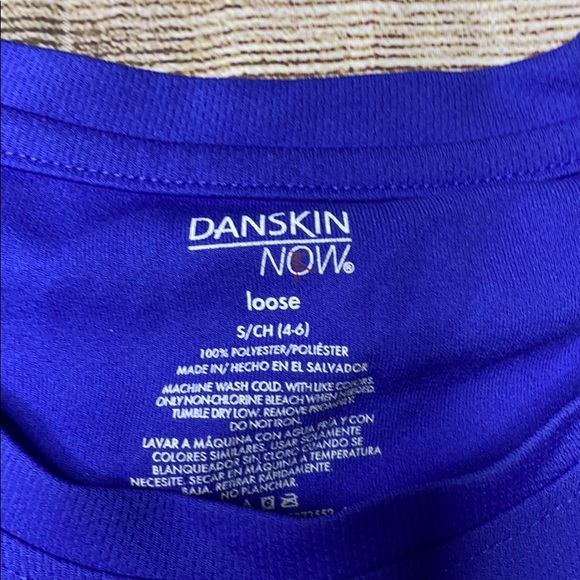 DANSKIN
NOW®
loose
S/CH (4-6)
100% POLYESTER/POLIÉSTER
MADE IN/ HECHO EN EL SALVADOR
MACHINE WASH COLD. WITH LIKE COLORS.
ONLY NON-CHLORINE BLEACH WHEN NEEDED.
TUMBLE DRY LOW. REMOVE PROMPTLY.
DO NOT IRON.
LAVAR A MÁQUINA CON AGUA FRÍA Y CON
COLORES SIMILARES. USAR SOLAMENTE
BLANQUEADOR SIN CLORO CUANDO SE
NECESITE. SECAR EN MÁQUINA A TEMPERATURA
BAJA. RETIRAR RÁPIDAMENTE.
NO PLANCHAR.